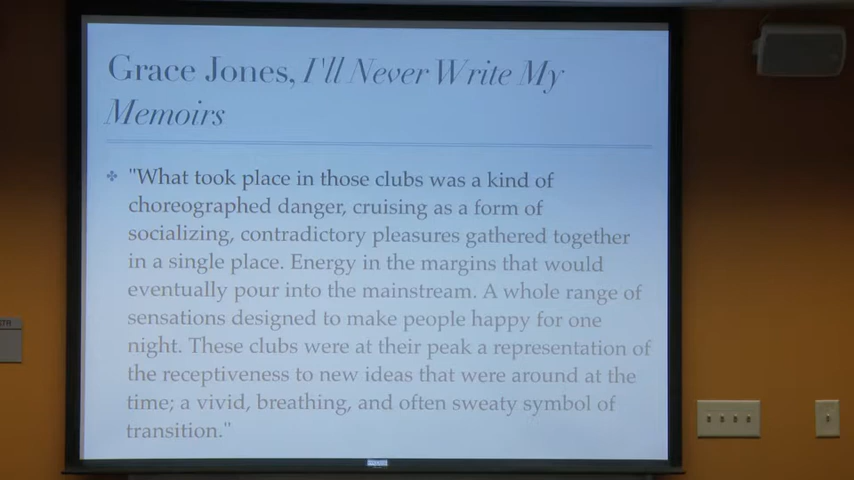 Grace Jones, I'll Never Write My
Memoirs
"What took place in those clubs was a kind of
choreographed danger, cruising as a form of
socializing, contradictory pleasures gathered together
in a single place. Energy in the margins that would
eventually pour into the mainstream. A whole range of
sensations designed to make people happy for one
night. These clubs were at their peak a representation of
the receptiveness to new ideas that were around at the
time; a vivid, breathing, and often sweaty symbol of
transition."